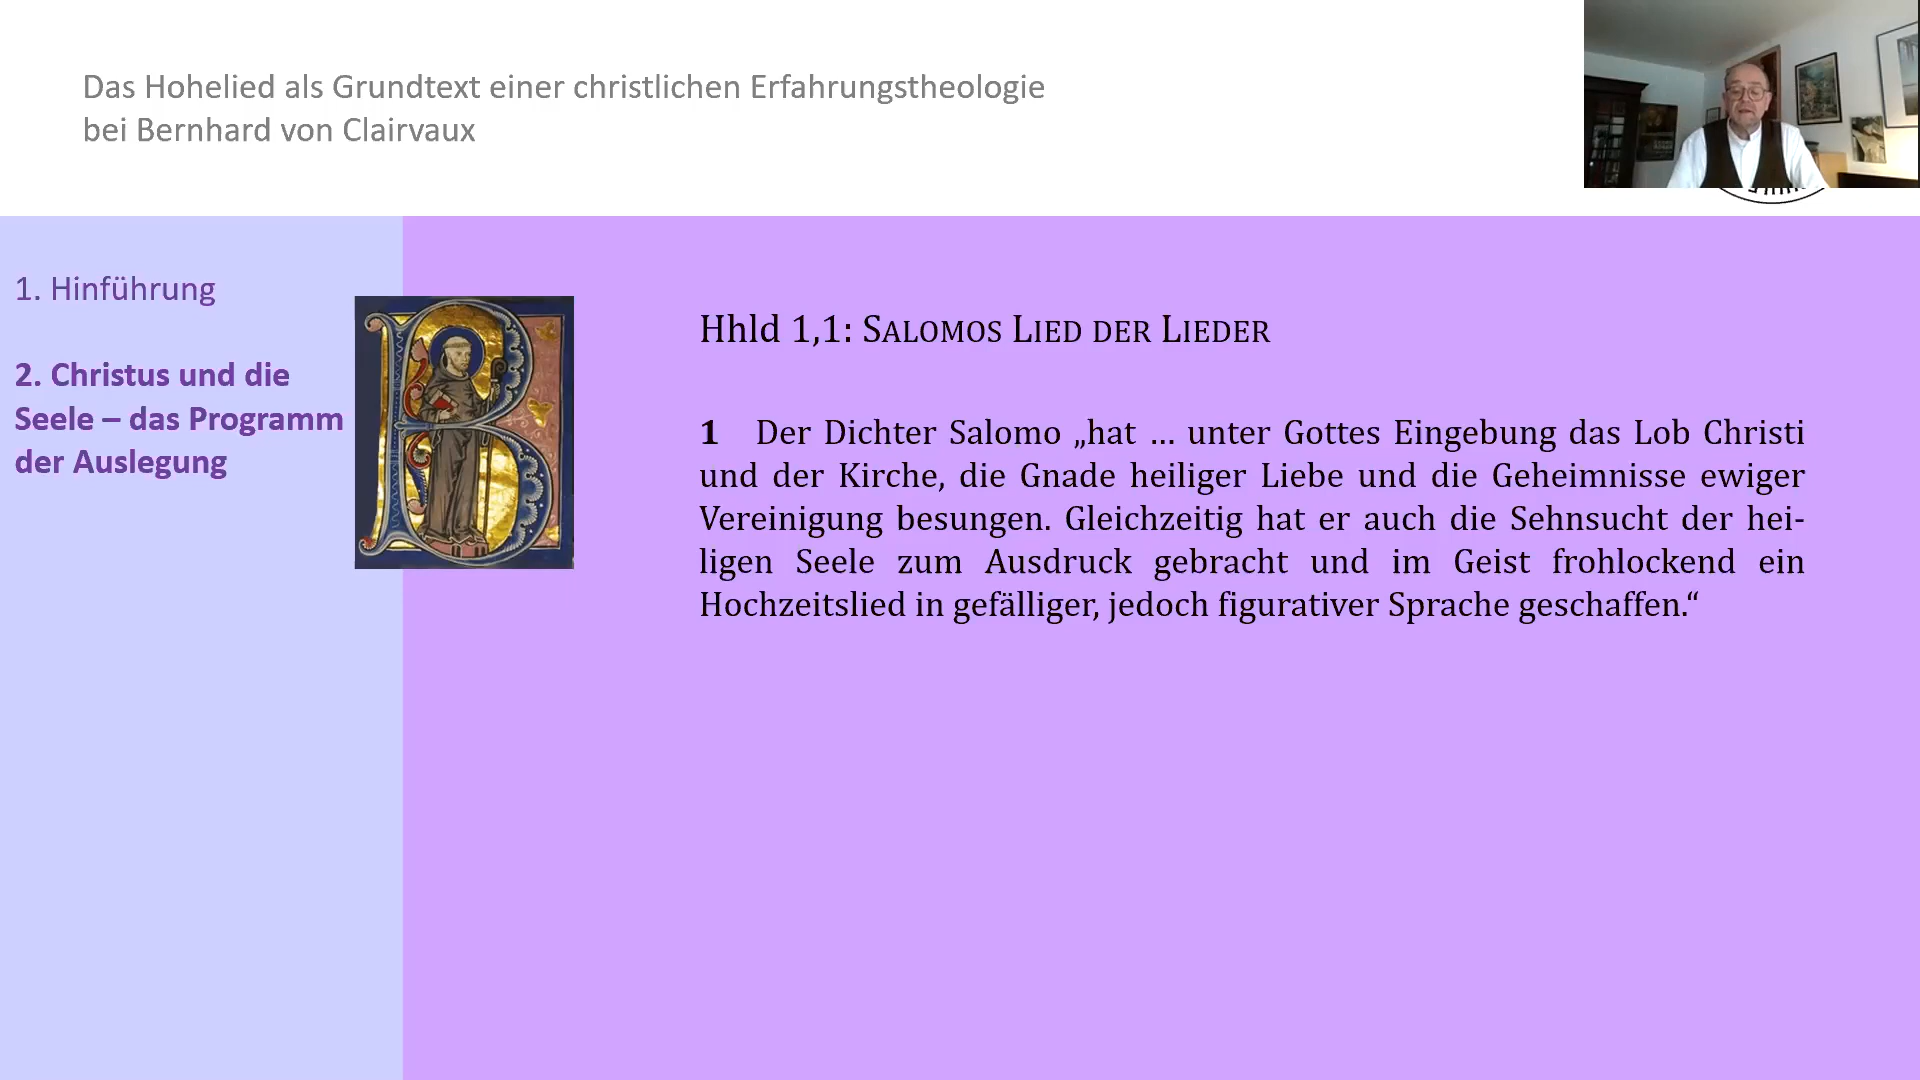 Das Hohelied als Grundtext einer christlichen Erfahrungstheologie
bei Bernhard von Clairvaux
1. Hinführung
2. Christus und die
Seele – das Programm
der Auslegung
Hhld 1,1: SALOMOS LIED DER LIEDER
1 Der Dichter Salomo „hat … unter Gottes Eingebung das Lob Christi
und der Kirche, die Gnade heiliger Liebe und die Geheimnisse ewiger
Vereinigung besungen. Gleichzeitig hat er auch die Sehnsucht der hei-
ligen Seele zum Ausdruck gebracht und im Geist frohlockend ein
Hochzeitslied in gefälliger, jedoch figurativer Sprache geschaffen.“